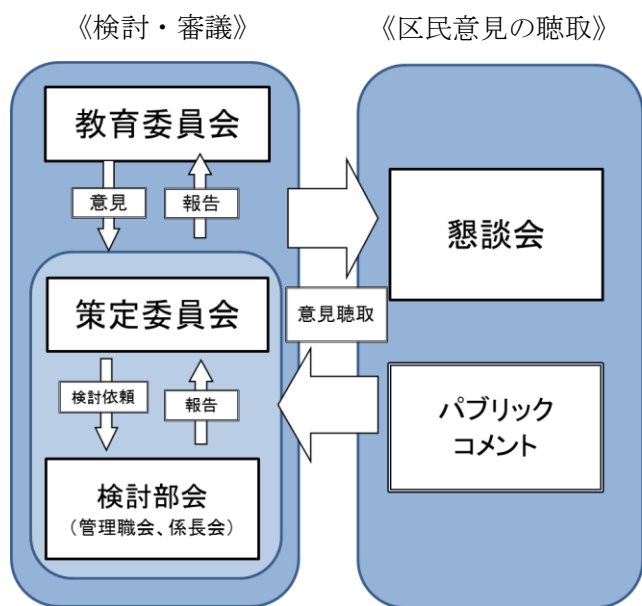 《検討・審議》
《区民意見の聴取》
教育委員会
意見
報告
策定委員会
検討依頼
報告
検討部会
（管理職会、係長会）
意見聴取
懇談会
パブリック
コメント